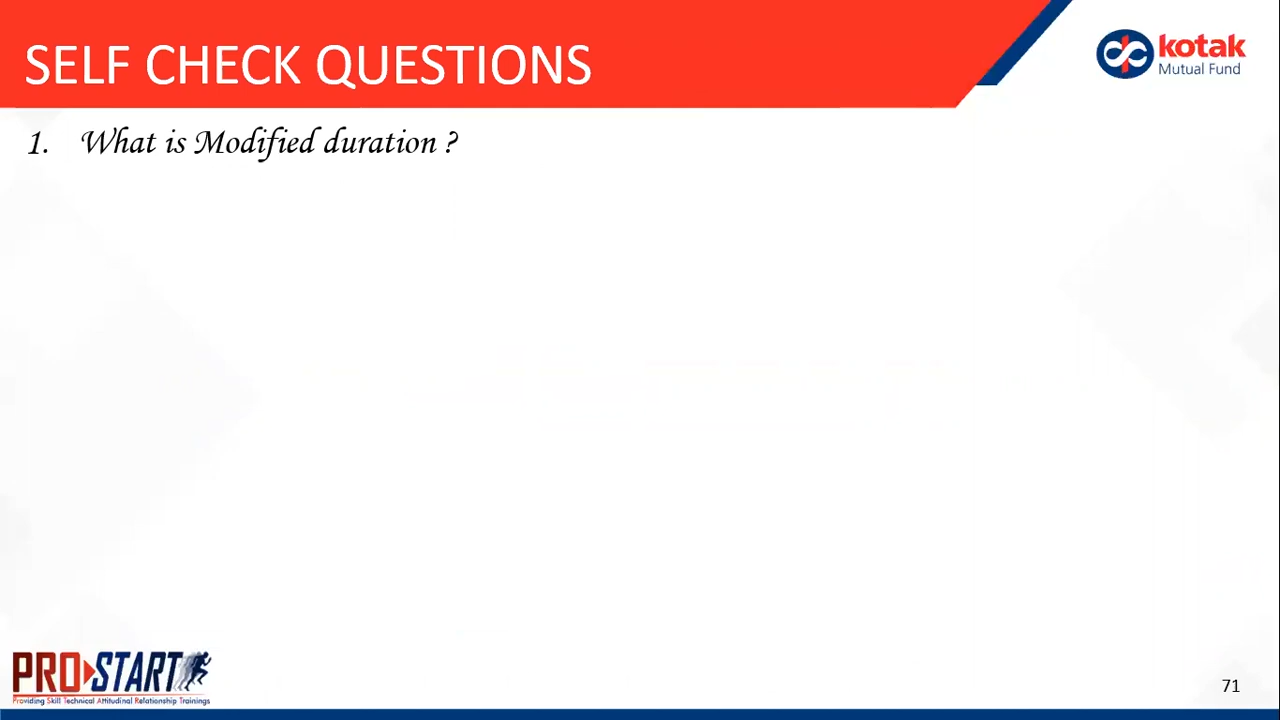 SELF CHECK QUESTIONS
kotak
Mutual Fund
1. What is Modified duration ?
PRO START
Providing Skill Technical Attitudinal Relationship Trainings
71